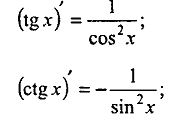 (tg x)′ = 1/cos²x;
(ctg x)′ = −1/sin²x;